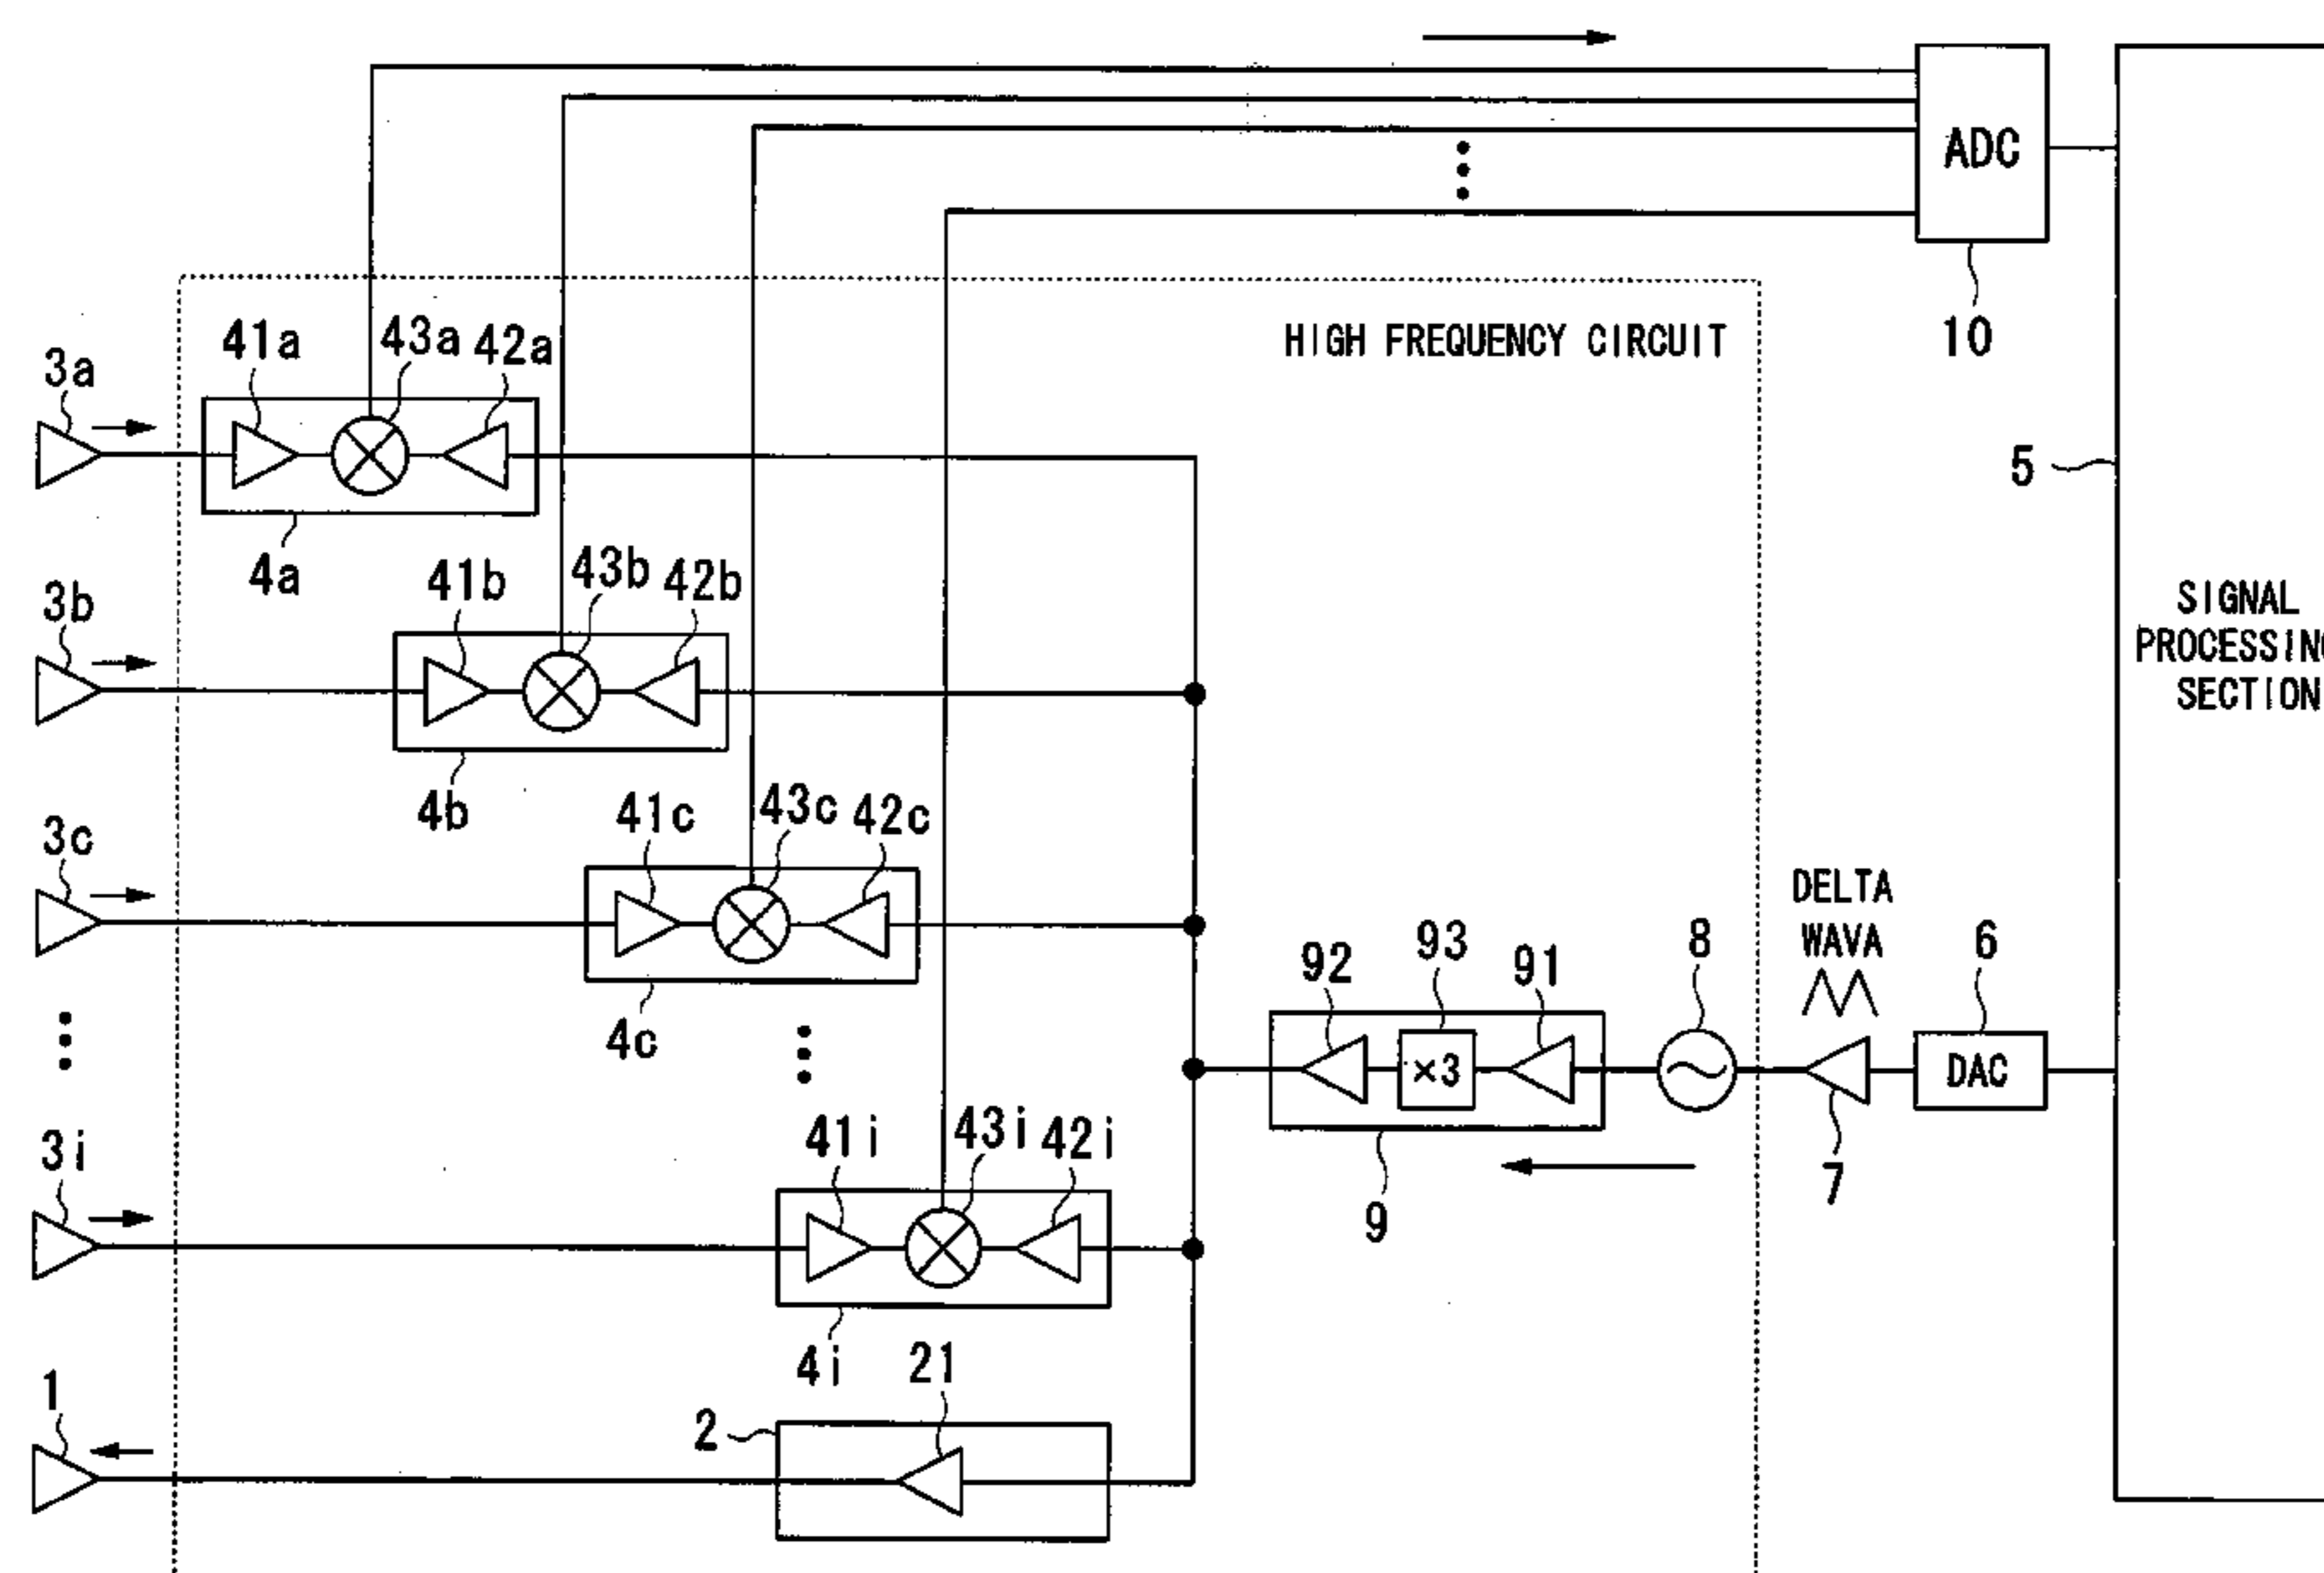 ADC
10
HIGH FREQUENCY CIRCUIT
41a
43a
42a
3a
4a
5
41b
43b
42b
3b
4b
SIGNAL
PROCESSING
SECTION
41c
43c
42c
3c
4c
DELTA
WAVA
92
93
91
8
6
×3
DAC
9
7
41i
43i
42i
3i
4i
21
1
2